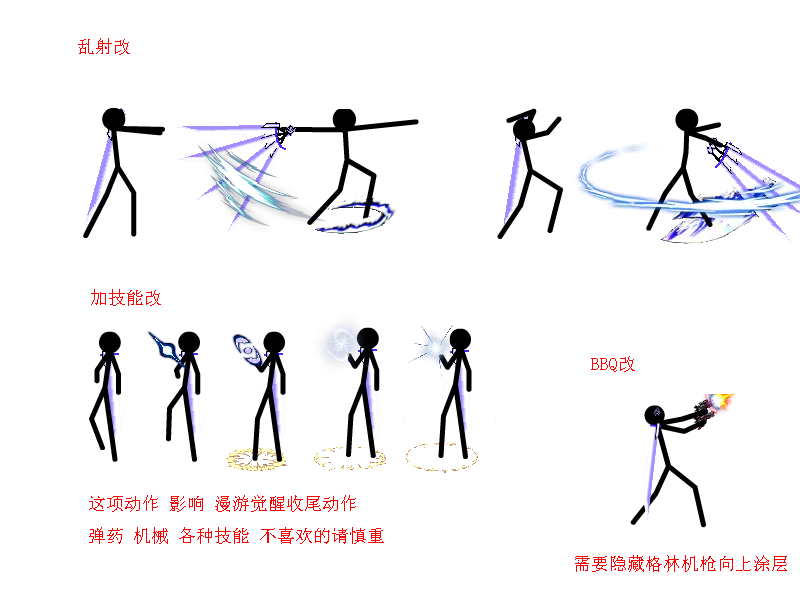 乱射改
加技能改
BBQ改
这项动作 影响 漫游觉醒收尾动作
弹药 机械 各种技能 不喜欢的请慎重
需要隐藏格林机枪向上涂层